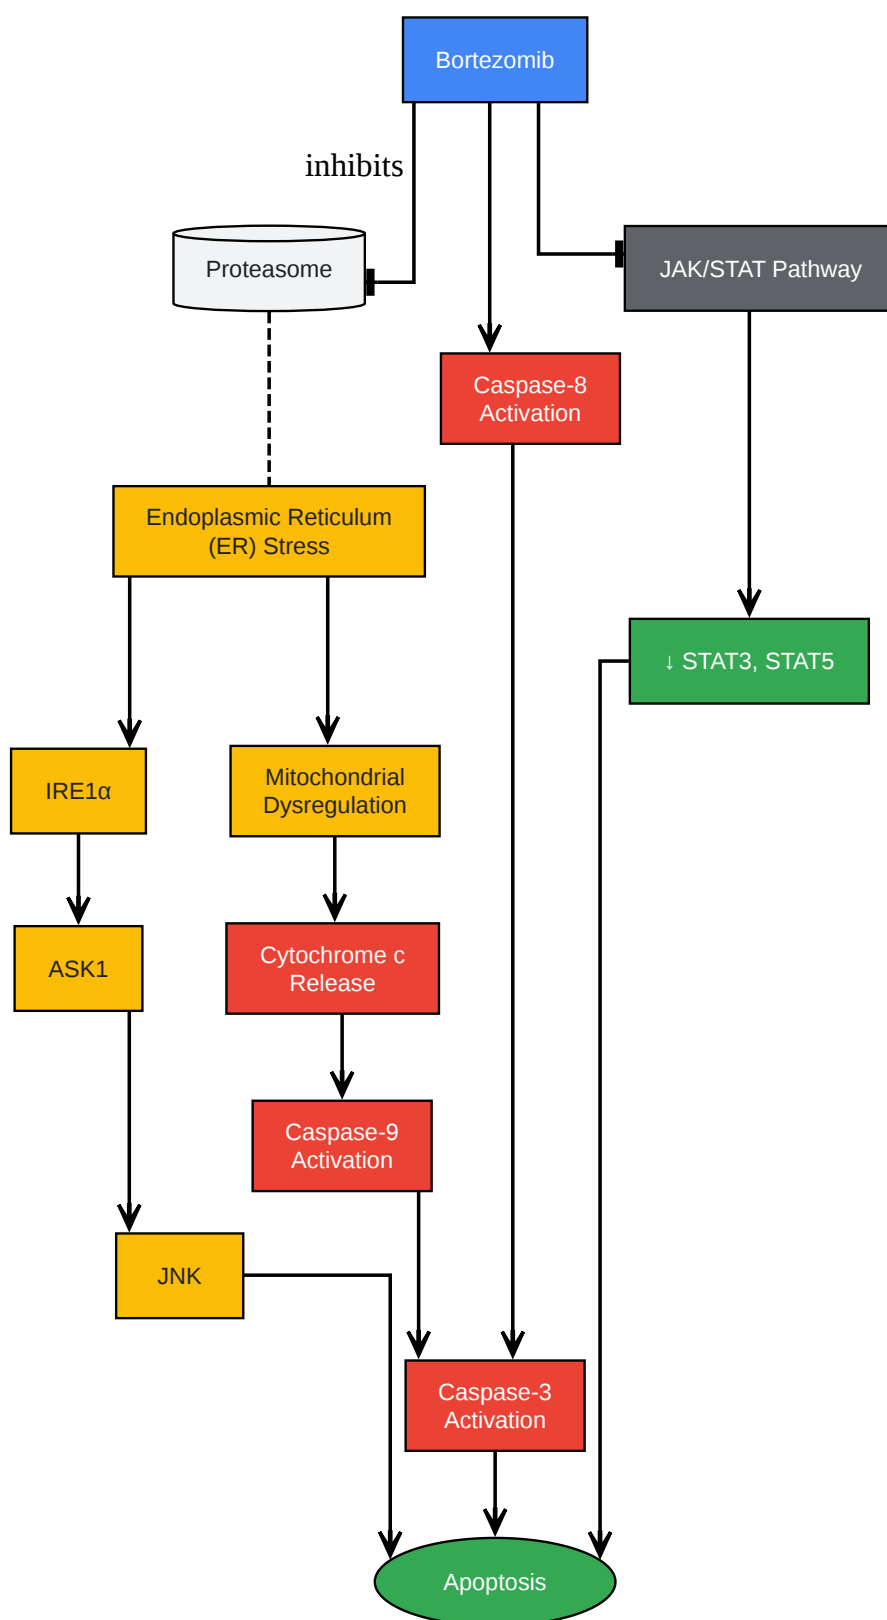 Bortezomib
inhibits
Proteasome
JAK/STAT Pathway
Caspase-8
Activation
Endoplasmic Reticulum
(ER) Stress
↓ STAT3, STAT5
IRE1α
Mitochondrial
Dysregulation
ASK1
Cytochrome c
Release
Caspase-9
Activation
JNK
Caspase-3
Activation
Apoptosis